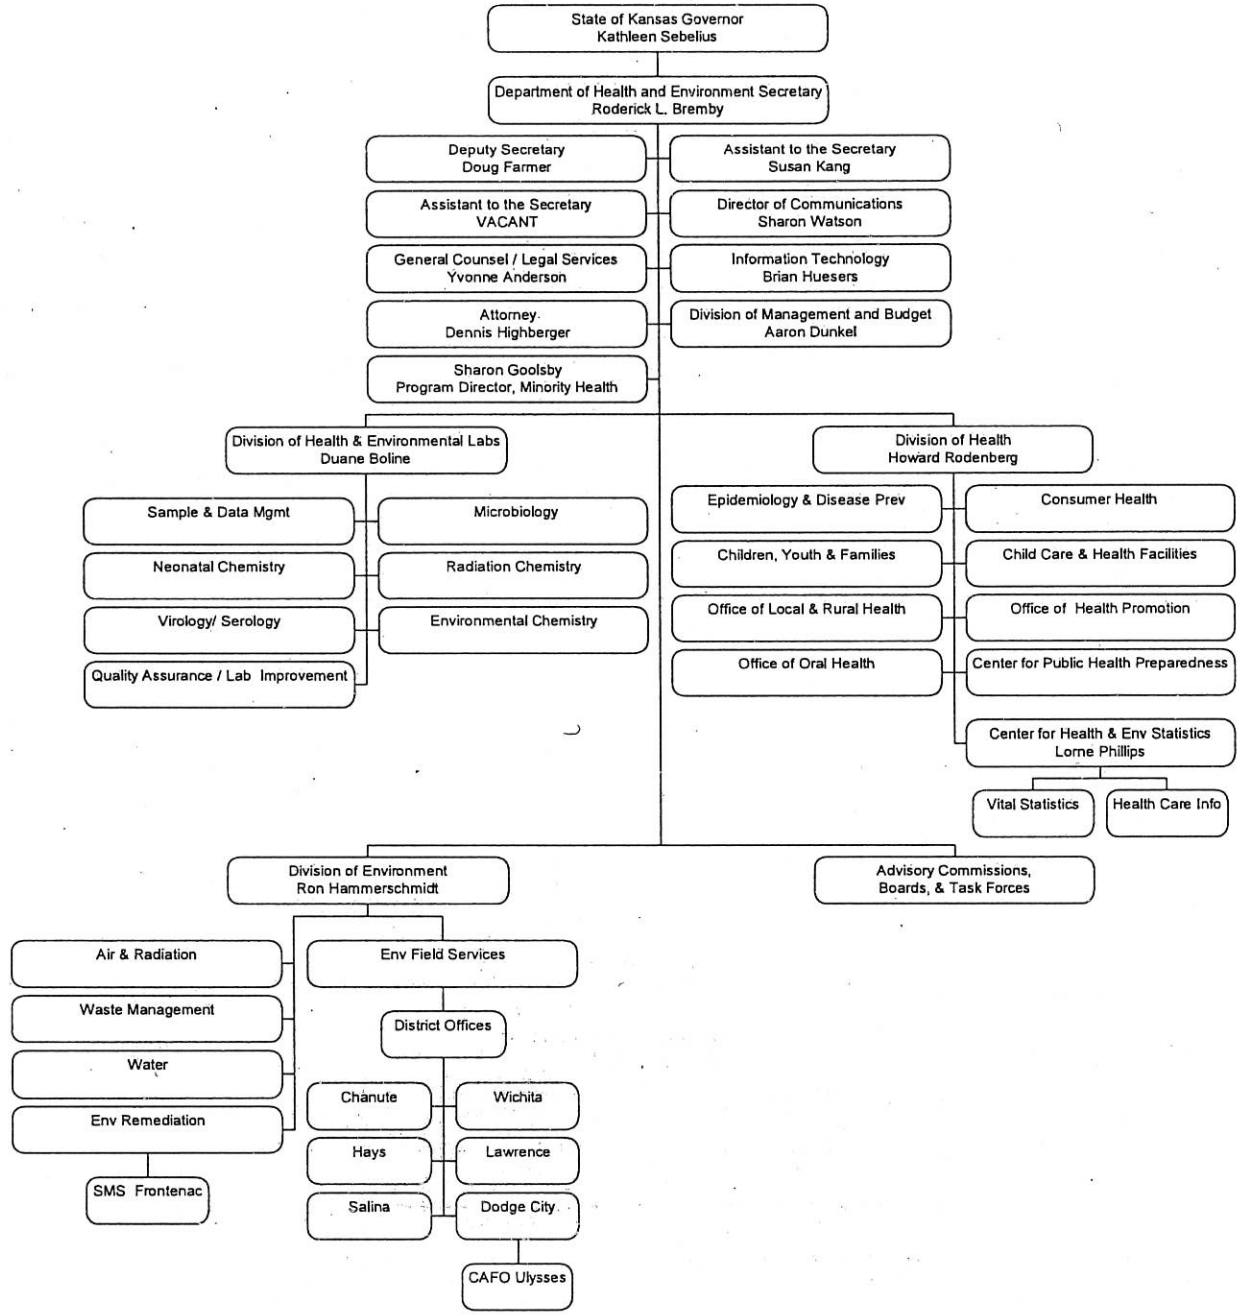 State of Kansas Governor
Kathleen Sebelius
Department of Health and Environment Secretary
Roderick L. Bremby
Deputy Secretary
Doug Farmer
Assistant to the Secretary
Susan Kang
Assistant to the Secretary
VACANT
Director of Communications
Sharon Watson
General Counsel / Legal Services
Yvonne Anderson
Information Technology
Brian Huesers
Attorney
Dennis Highberger
Division of Management and Budget
Aaron Dunkel
Sharon Goolsby
Program Director, Minority Health
Division of Health & Environmental Labs
Duane Boline
Division of Health
Howard Rodenberg
Sample & Data Mgmt
Microbiology
Neonatal Chemistry
Radiation Chemistry
Virology/ Serology
Environmental Chemistry
Quality Assurance / Lab Improvement
Epidemiology & Disease Prev
Consumer Health
Children, Youth & Families
Child Care & Health Facilities
Office of Local & Rural Health
Office of Health Promotion
Office of Oral Health
Center for Public Health Preparedness
Center for Health & Env Statistics
Lorne Phillips
Vital Statistics
Health Care Info
Division of Environment
Ron Hammerschmidt
Advisory Commissions,
Boards, & Task Forces
Air & Radiation
Env Field Services
Waste Management
District Offices
Water
Env Remediation
SMS Frontenac
Chanute
Wichita
Hays
Lawrence
Salina
Dodge City
CAFO Ulysses